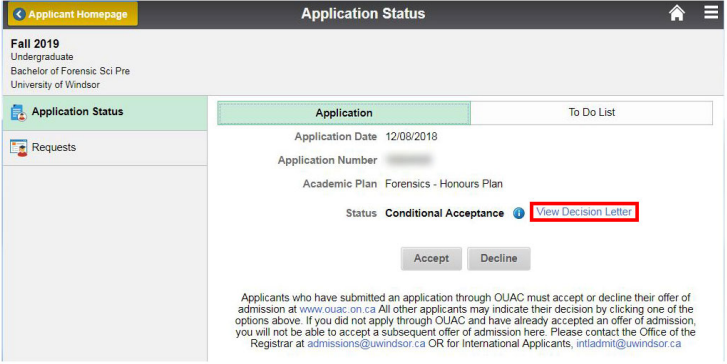 Applicant Homepage
Application Status
Fall 2019
Undergraduate
Bachelor of Forensic Sci Pre
University of Windsor
Application Status
Requests
Application
To Do List
Application Date 12/08/2018
Application Number
Academic Plan Forensics - Honours Plan
Status Conditional Acceptance View Decision Letter
Accept Decline
Applicants who have submitted an application through OUAC must accept or decline their offer of
admission at www.ouac.on.ca All other applicants may indicate their decision by clicking one of the
options above. If you did not apply through OUAC and have already accepted an offer of admission,
you will not be able to accept a subsequent offer of admission here. Please contact the Office of the
Registrar at admissions@uwindsor.ca OR for International Applicants, intladmit@uwindsor.ca